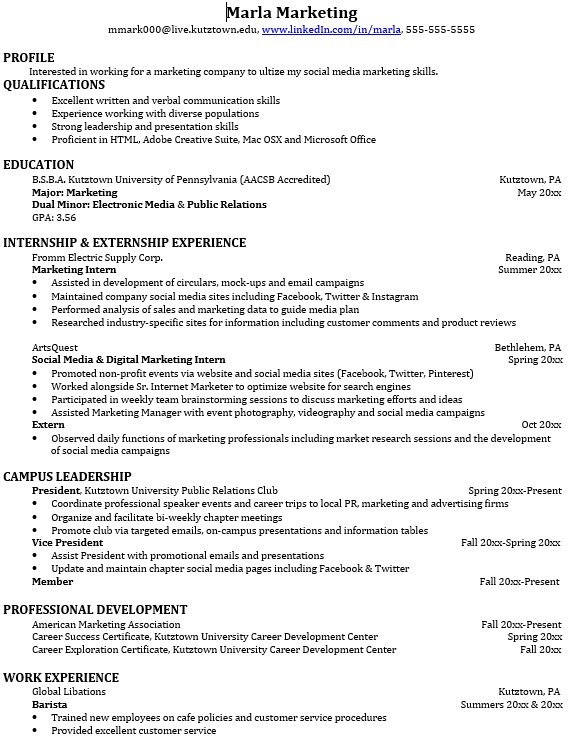 Marla Marketing
mmark000@live.kutztown.edu, www.linkedIn.com/in/marla, 555-555-5555
PROFILE
Interested in working for a marketing company to ultize my social media marketing skills.
QUALIFICATIONS
• Excellent written and verbal communication skills
• Experience working with diverse populations
• Strong leadership and presentation skills
• Proficient in HTML, Adobe Creative Suite, Mac OSX and Microsoft Office
EDUCATION
B.S.B.A. Kutztown University of Pennsylvania (AACSB Accredited) Kutztown, PA
Major: Marketing May 20xx
Dual Minor: Electronic Media & Public Relations
GPA: 3.56
INTERNSHIP & EXTERNSHIP EXPERIENCE
Fromm Electric Supply Corp. Reading, PA
Marketing Intern Summer 20xx
• Assisted in development of circulars, mock-ups and email campaigns
• Maintained company social media sites including Facebook, Twitter & Instagram
• Performed analysis of sales and marketing data to guide media plan
• Researched industry-specific sites for information including customer comments and product reviews
ArtsQuest Bethlehem, PA
Social Media & Digital Marketing Intern Spring 20xx
• Promoted non-profit events via website and social media sites (Facebook, Twitter, Pinterest)
• Worked alongside Sr. Internet Marketer to optimize website for search engines
• Participated in weekly team brainstorming sessions to discuss marketing efforts and ideas
• Assisted Marketing Manager with event photography, videography and social media campaigns
Extern Oct 20xx
• Observed daily functions of marketing professionals including market research sessions and the development
of social media campaigns
CAMPUS LEADERSHIP
President, Kutztown University Public Relations Club Spring 20xx-Present
• Coordinate professional speaker events and career trips to local PR, marketing and advertising firms
• Organize and facilitate bi-weekly chapter meetings
• Promote club via targeted emails, on-campus presentations and information tables
Vice President Fall 20xx-Spring 20xx
• Assist President with promotional emails and presentations
• Update and maintain chapter social media pages including Facebook & Twitter
Member Fall 20xx-Present
PROFESSIONAL DEVELOPMENT
American Marketing Association Fall 20xx-Present
Career Success Certificate, Kutztown University Career Development Center Spring 20xx
Career Exploration Certificate, Kutztown University Career Development Center Fall 20xx
WORK EXPERIENCE
Global Libations Kutztown, PA
Barista Summers 20xx & 20xx
• Trained new employees on cafe policies and customer service procedures
• Provided excellent customer service